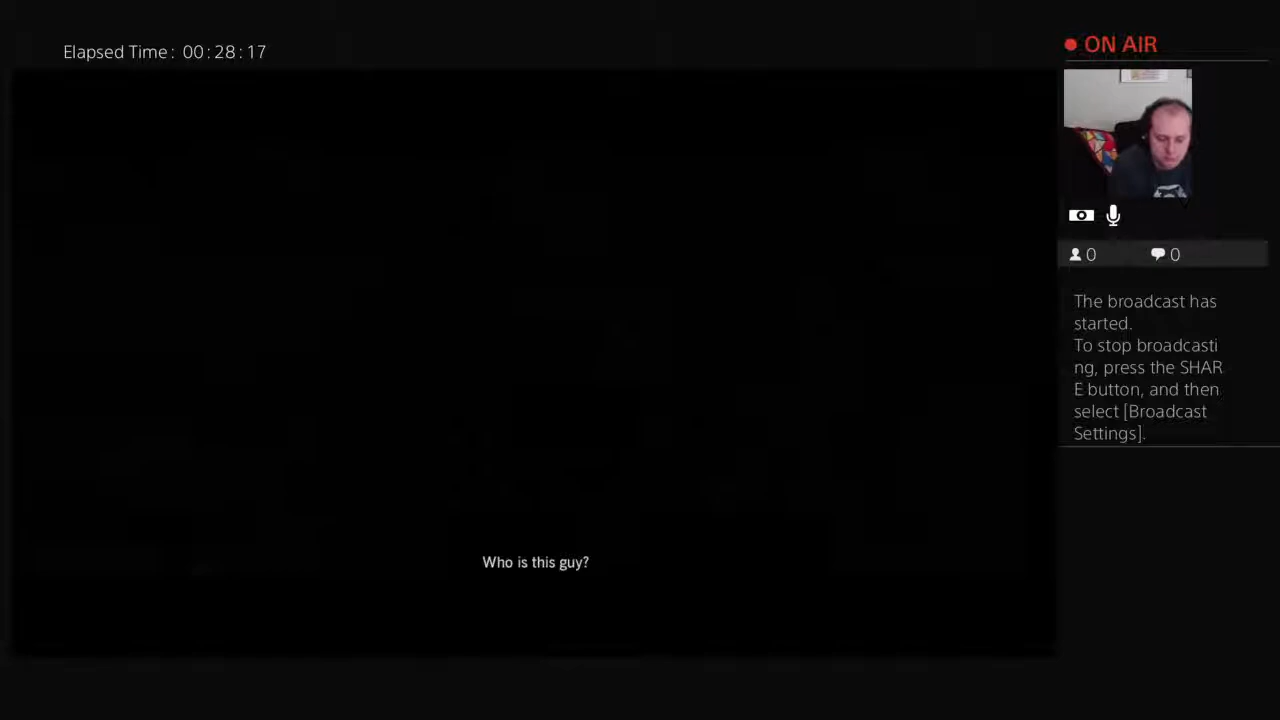 Elapsed Time: 00:28:17
ON AIR
0
0
The broadcast has
started.
To stop broadcasti
ng, press the SHAR
E button, and then
select [Broadcast
Settings].
Who is this guy?